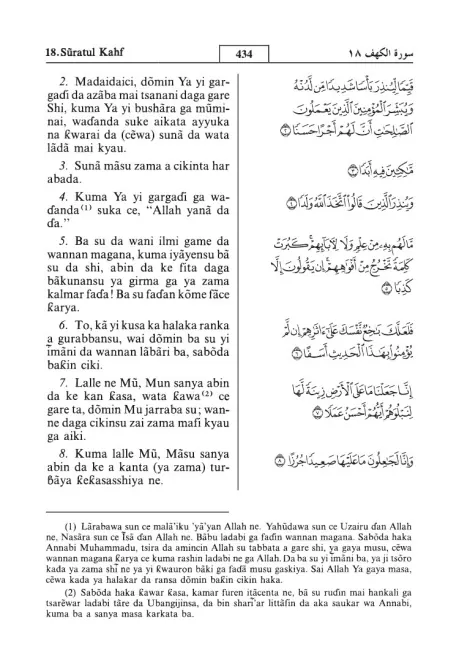 18. Sūratul Kahf
434
سورة الكهف ١٨
2. Madaidaici, dōmin Ya yi gar-
gaɗi da azāba mai tsanani daga gare
Shi, kuma Ya yi bushāra ga mūmi-
nai, waɗanda suke aikata ayyuka
na ƙwarai da (cēwa) sunā da wata
lādā mai kyau.
3. Sunā māsu zama a cikinta har
abada.
4. Kuma Ya yi gargaɗi ga wa-
ɗanda⁽¹⁾ suka ce, “Allah yanā da
ɗa.”
5. Ba su da wani ilmi game da
wannan magana, kuma iyāyensu bā
su da shi, abin da ke fita daga
bākunansu ya girma ga ya zama
kalmar faɗa! Ba su faɗan kōme fāce
ƙarya.
6. To, kā yi kusa ka halaka ranka
a gurabbansu, wai dōmin ba su yi
īmāni da wannan lābāri ba, sabōda
baƙin ciki.
7. Lalle ne Mū, Mun sanya abin
da ke kan ƙasa, wata ƙawa⁽²⁾ ce
gare ta, dōmin Mu jarraba su; wan-
ne daga cikinsu zai zama mafi kyau
ga aiki.
8. Kuma lalle Mū, Māsu sanya
abin da ke a kanta (ya zama) tur-
ɓāya ƙeƙasasshiya ne.
قَيِّمًا لِّيُنذِرَ بَأْسًا شَدِيدًا مِّن لَّدُنْهُ
وَيُبَشِّرَ الْمُؤْمِنِينَ الَّذِينَ يَعْمَلُونَ
الصَّالِحَاتِ أَنَّ لَهُمْ أَجْرًا حَسَنًا ٢
مَّاكِثِينَ فِيهِ أَبَدًا ٣
وَيُنذِرَ الَّذِينَ قَالُوا اتَّخَذَ اللَّهُ وَلَدًا ٤
مَّا لَهُم بِهِ مِنْ عِلْمٍ وَلَا لِآبَائِهِمْ كَبُرَتْ
كَلِمَةً تَخْرُجُ مِنْ أَفْوَاهِهِمْ إِن يَقُولُونَ إِلَّا
كَذِبًا ٥
فَلَعَلَّكَ بَاخِعٌ نَّفْسَكَ عَلَىٰ آثَارِهِمْ إِن لَّمْ
يُؤْمِنُوا بِهَٰذَا الْحَدِيثِ أَسَفًا ٦
إِنَّا جَعَلْنَا مَا عَلَى الْأَرْضِ زِينَةً لَّهَا
لِنَبْلُوَهُمْ أَيُّهُمْ أَحْسَنُ عَمَلًا ٧
وَإِنَّا لَجَاعِلُونَ مَا عَلَيْهَا صَعِيدًا جُرُزًا ٨
(1) Lārabawa sun ce malā'iku 'yā'yan Allah ne. Yahūdawa sun ce Uzairu ɗan Allah
ne, Nasāra sun ce Īsā ɗan Allah ne. Bābu ladabi ga faɗin wannan magana. Sabōda haka
Annabi Muhammadu, tsira da amincin Allah su tabbata a gare shi, ya gaya musu, cēwa
wannan magana ƙarya ce kuma rashin ladabi ne ga Allah. Da ba su yi īmāni ba, ya ji tsōro
kada ya zama shī ne ya yi ƙwauron bāki ga faɗā musu gaskiya. Sai Allah Ya gaya masa,
cēwa kada ya halakar da ransa dōmin baƙin cikin haka.
(2) Sabōda haka ƙawar ƙasa, kamar furen itācenta ne, bā su ruɗin mai hankali ga
tsarēwar ladabi tāre da Ubangijinsa, da bin sharī'ar littāfin da aka saukar wa Annabi,
kuma ba a sanya masa karkata ba.